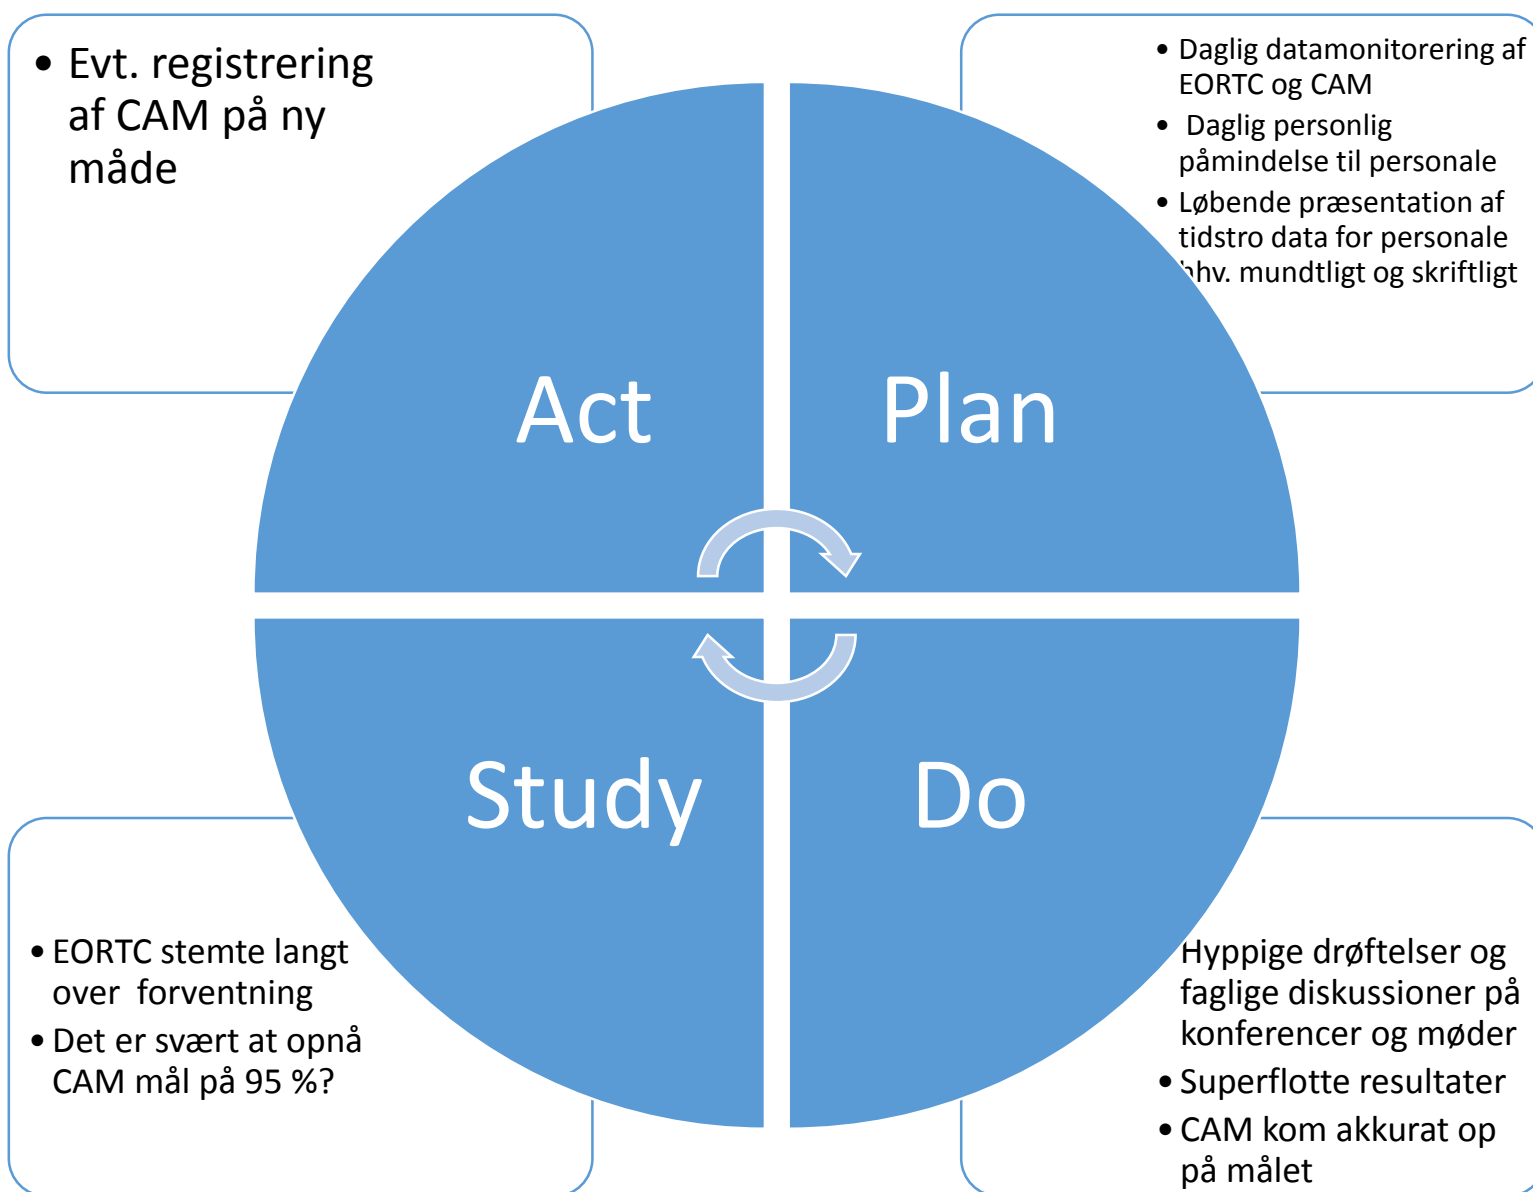 • Evt. registrering
af CAM på ny
måde
• Daglig datamonitorering af
EORTC og CAM
• Daglig personlig
påmindelse til personale
• Løbende præsentation af
tidstro data for personale
hhv. mundtligt og skriftligt
Act
Plan
Study
Do
• EORTC stemte langt
over forventning
• Det er svært at opnå
CAM mål på 95 %?
Hyppige drøftelser og
faglige diskussioner på
konferencer og møder
• Superflotte resultater
• CAM kom akkurat op
på målet